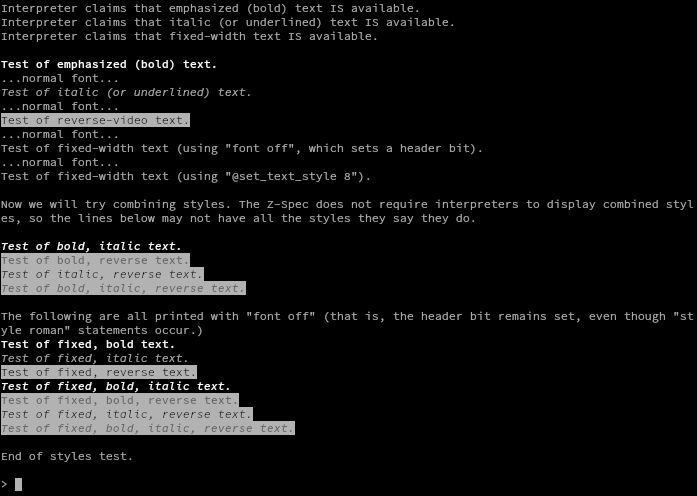 Interpreter claims that emphasized (bold) text IS available.
Interpreter claims that italic (or underlined) text IS available.
Interpreter claims that fixed-width text IS available.
Test of emphasized (bold) text.
...normal font...
Test of italic (or underlined) text.
...normal font...
Test of reverse-video text.
...normal font...
Test of fixed-width text (using "font off", which sets a header bit).
...normal font...
Test of fixed-width text (using "@set_text_style 8").
Now we will try combining styles. The Z-Spec does not require interpreters to display combined styl
es, so the lines below may not have all the styles they say they do.
Test of bold, italic text.
Test of bold, reverse text.
Test of italic, reverse text.
Test of bold, italic, reverse text.
The following are all printed with "font off" (that is, the header bit remains set, even though "st
yle roman" statements occur.)
Test of fixed, bold text.
Test of fixed, italic text.
Test of fixed, reverse text.
Test of fixed, bold, italic text.
Test of fixed, bold, reverse text.
Test of fixed, italic, reverse text.
Test of fixed, bold, italic, reverse text.
End of styles test.
>